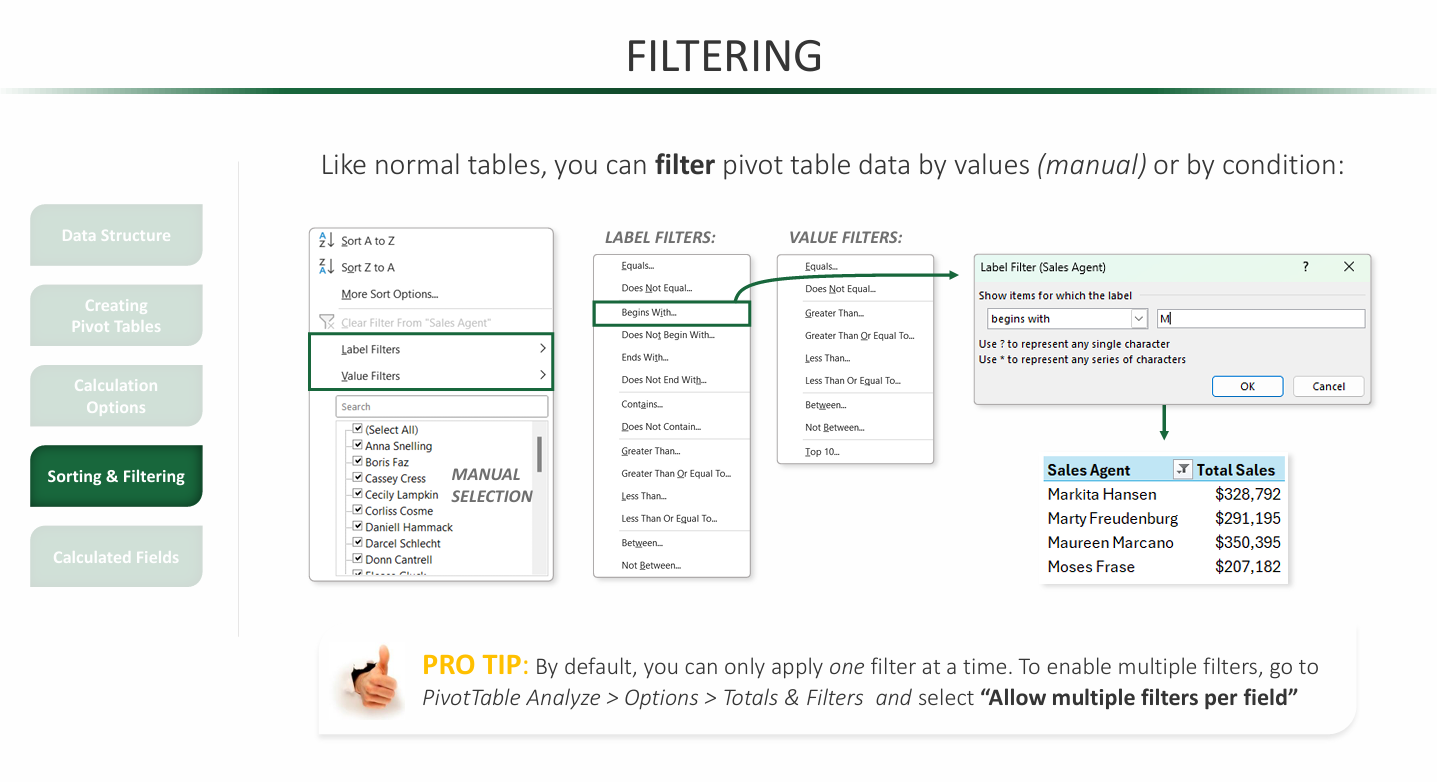 FILTERING
Like normal tables, you can filter pivot table data by values (manual) or by condition:
Data Structure
Creating
Pivot Tables
Calculation
Options
Sorting & Filtering
Calculated Fields
Sort A to Z
Sort Z to A
More Sort Options...
Clear Filter From "Sales Agent"
Label Filters
Value Filters
Search
(Select All)
Anna Snelling
Boris Faz
Cassey Cress
Cecily Lampkin
Corliss Cosme
Daniell Hammack
Darcel Schlecht
Donn Cantrell
MANUAL
SELECTION
LABEL FILTERS:
Equals...
Does Not Equal...
Begins With...
Does Not Begin With...
Ends With...
Does Not End With...
Contains...
Does Not Contain...
Greater Than...
Greater Than Or Equal To...
Less Than...
Less Than Or Equal To...
Between...
Not Between...
VALUE FILTERS:
Equals...
Does Not Equal...
Greater Than...
Greater Than Or Equal To...
Less Than...
Less Than Or Equal To...
Between...
Not Between...
Top 10...
Label Filter (Sales Agent) ?
Show items for which the label
begins with M
Use ? to represent any single character
Use * to represent any series of characters
OK Cancel
Sales Agent Total Sales
Markita Hansen $328,792
Marty Freudenburg $291,195
Maureen Marcano $350,395
Moses Frase $207,182
PRO TIP: By default, you can only apply one filter at a time. To enable multiple filters, go to
PivotTable Analyze > Options > Totals & Filters and select “Allow multiple filters per field”